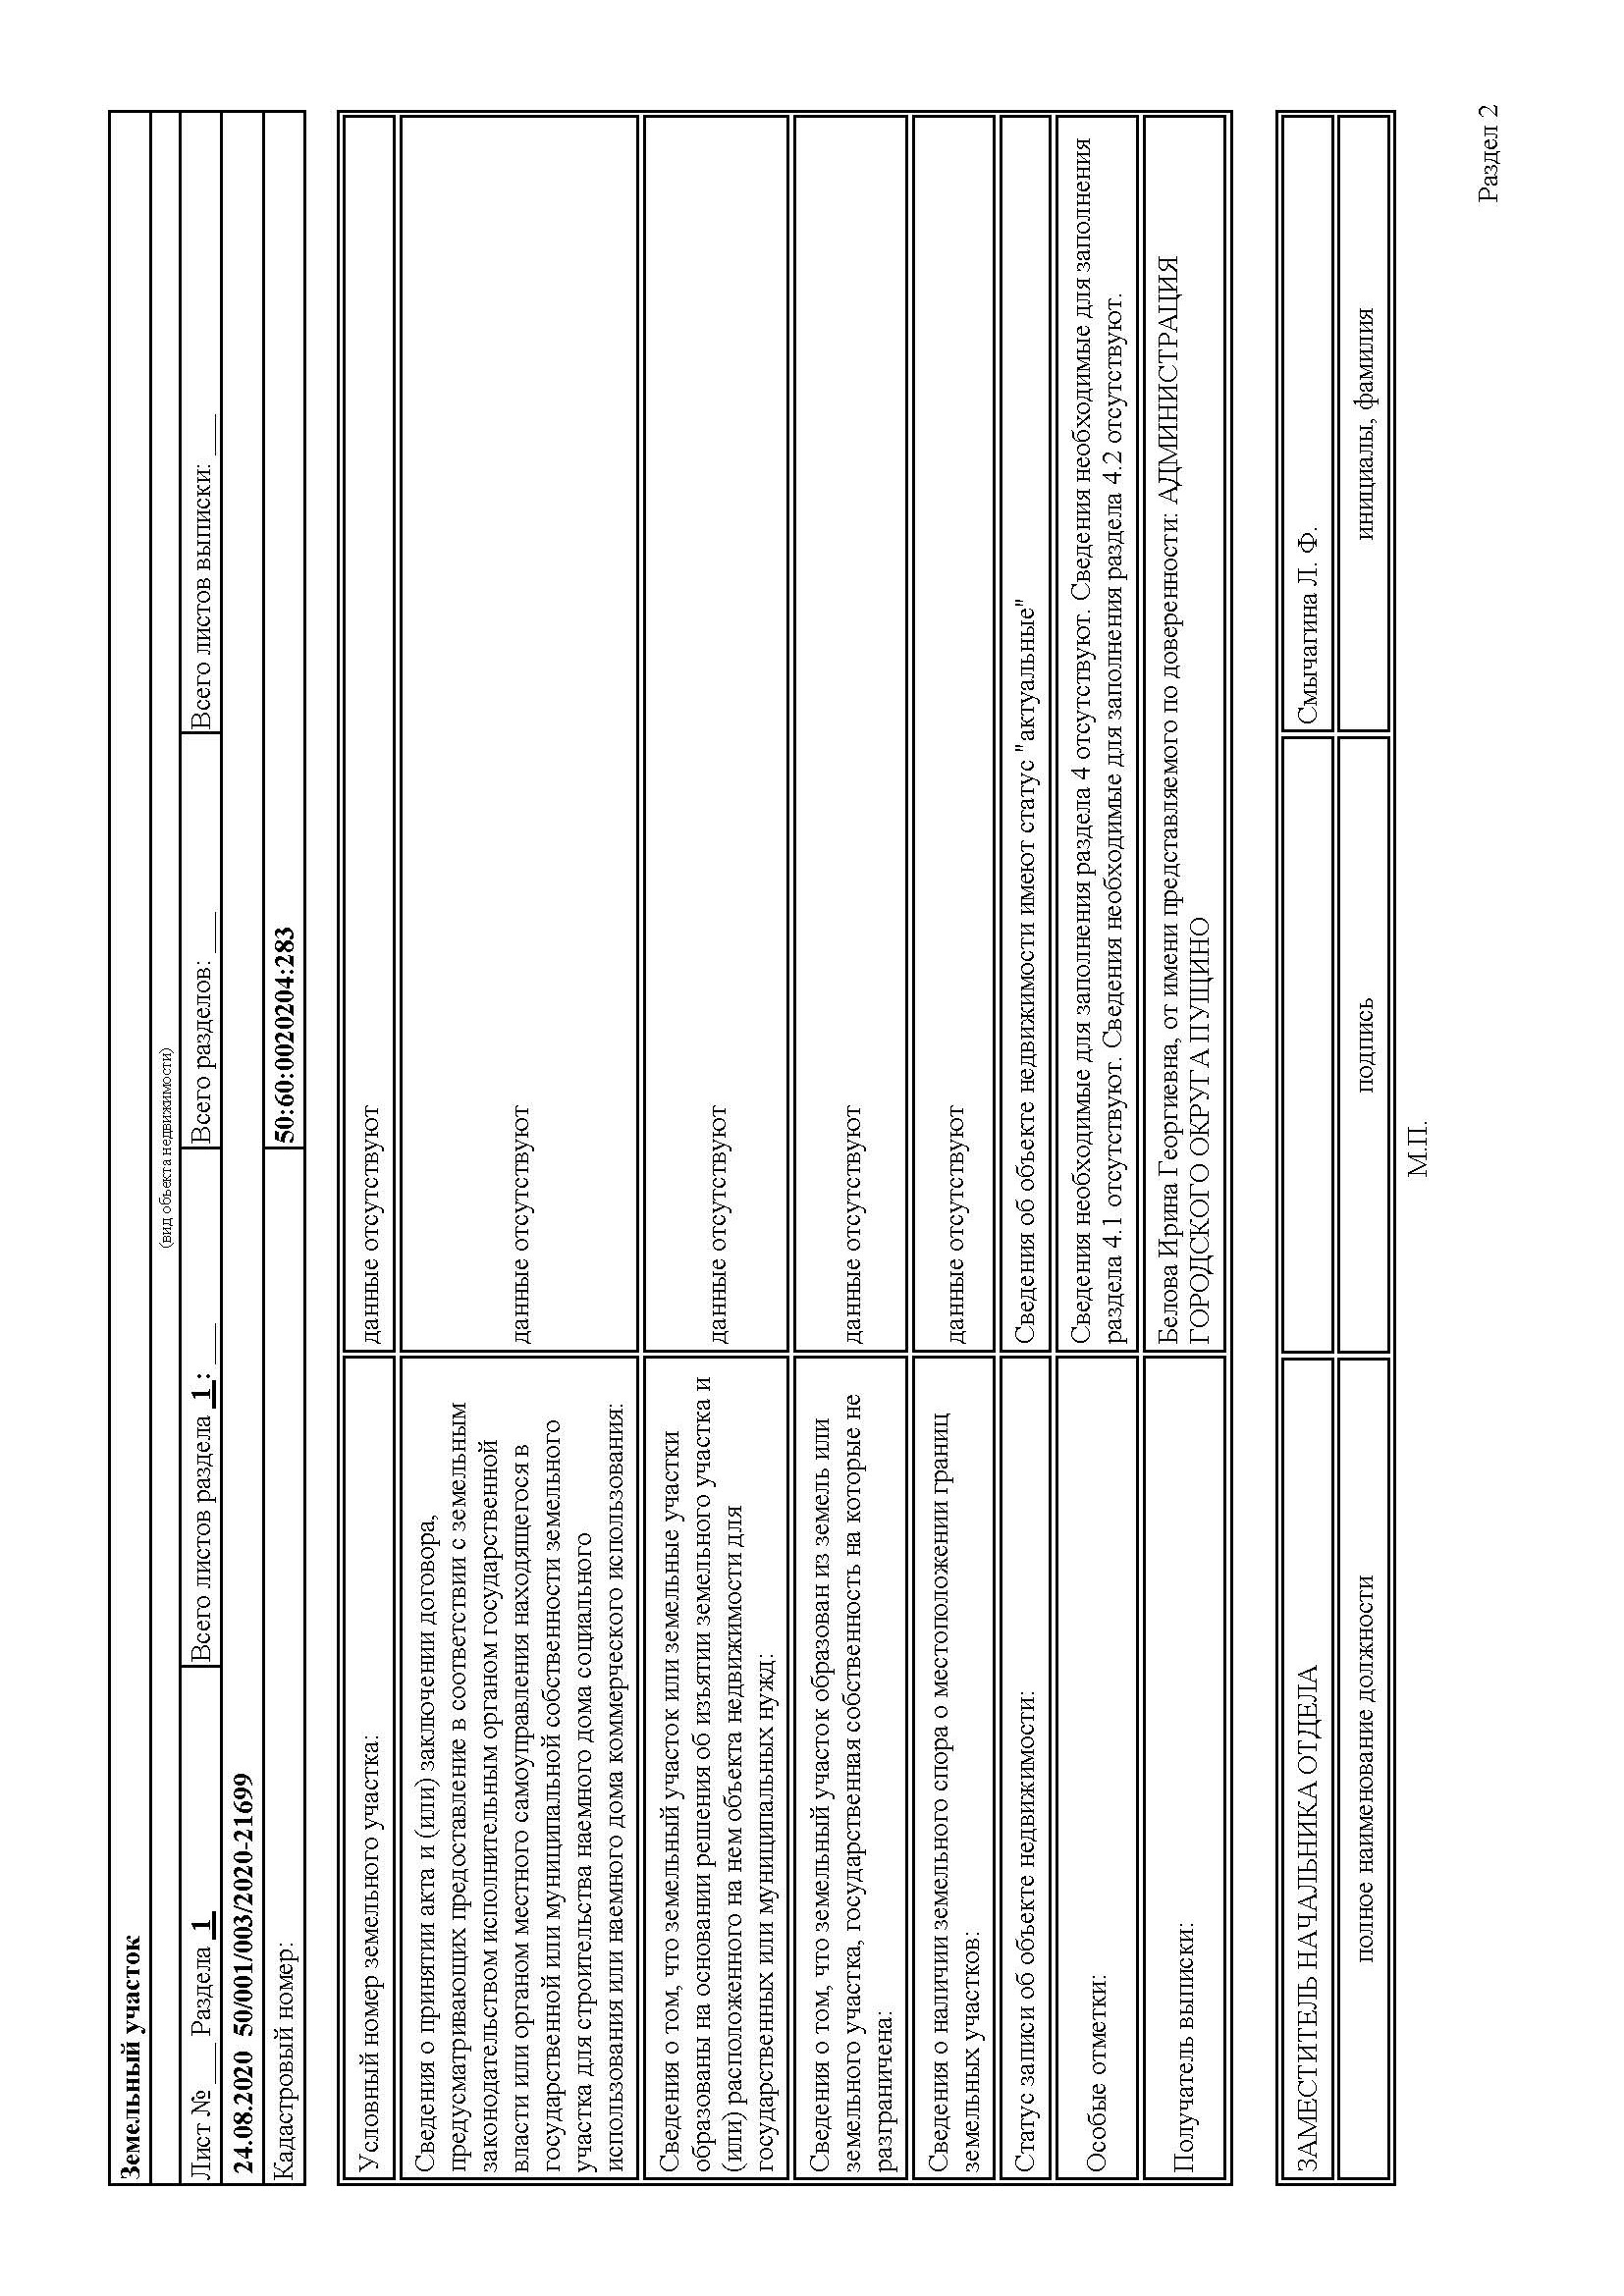 Земельный участок
(вид объекта недвижимости)
Лист № ___ Раздела 1
Всего листов раздела 1 : ___
Всего разделов: ___
Всего листов выписки: ___
24.08.2020 50/001/003/2020-21699
Кадастровый номер:
50:60:0020204:283
Условный номер земельного участка:
данные отсутствуют
Сведения о принятии акта и (или) заключении договора,
предусматривающих предоставление в соответствии с земельным
законодательством исполнительным органом государственной
власти или органом местного самоуправления находящегося в
государственной или муниципальной собственности земельного
участка для строительства наемного дома социального
использования или наемного дома коммерческого использования:
данные отсутствуют
Сведения о том, что земельный участок или земельные участки
образованы на основании решения об изъятии земельного участка и
(или) расположенного на нем объекта недвижимости для
государственных или муниципальных нужд:
данные отсутствуют
Сведения о том, что земельный участок образован из земель или
земельного участка, государственная собственность на которые не
разграничена:
данные отсутствуют
Сведения о наличии земельного спора о местоположении границ
земельных участков:
данные отсутствуют
Статус записи об объекте недвижимости:
Сведения об объекте недвижимости имеют статус "актуальные"
Особые отметки:
Сведения необходимые для заполнения раздела 4 отсутствуют. Сведения необходимые для заполнения
раздела 4.1 отсутствуют. Сведения необходимые для заполнения раздела 4.2 отсутствуют.
Получатель выписки:
Белова Ирина Георгиевна, от имени представляемого по доверенности: АДМИНИСТРАЦИЯ
ГОРОДСКОГО ОКРУГА ПУЩИНО
ЗАМЕСТИТЕЛЬ НАЧАЛЬНИКА ОТДЕЛА
Смычагина Л. Ф.
полное наименование должности
подпись
инициалы, фамилия
М.П.
Раздел 2